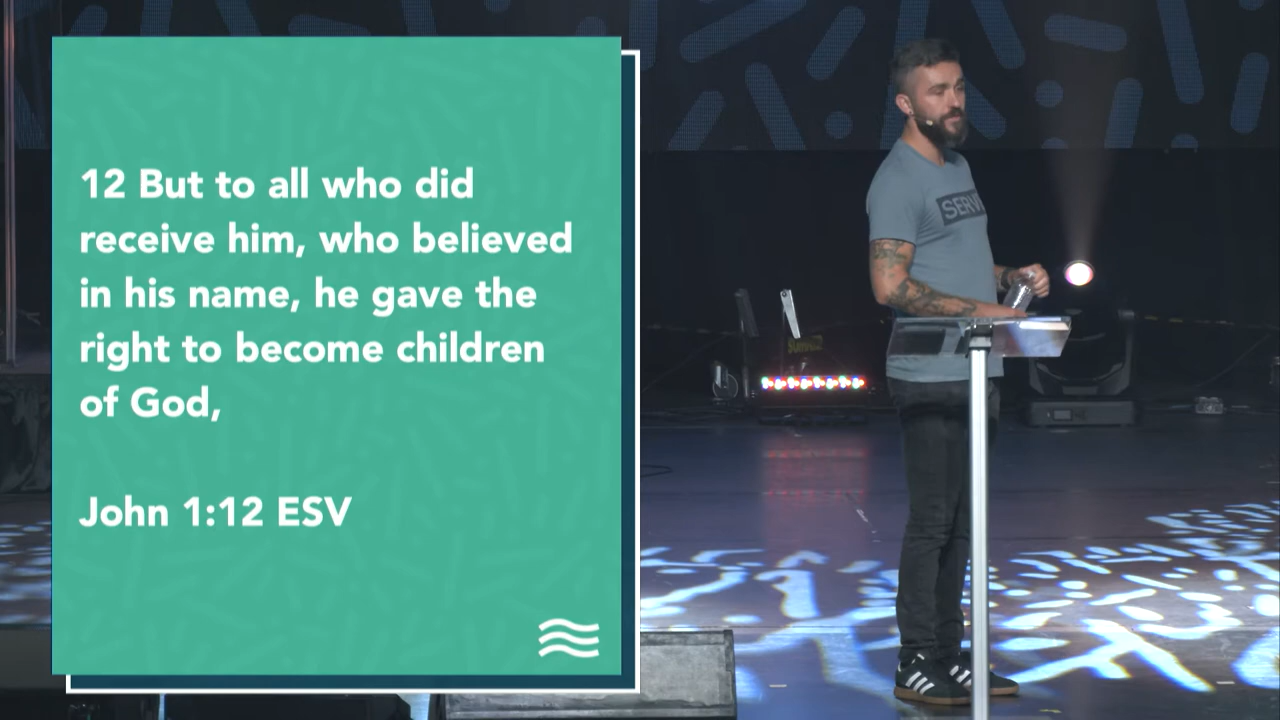 12 But to all who did
receive him, who believed
in his name, he gave the
right to become children
of God,
John 1:12 ESV